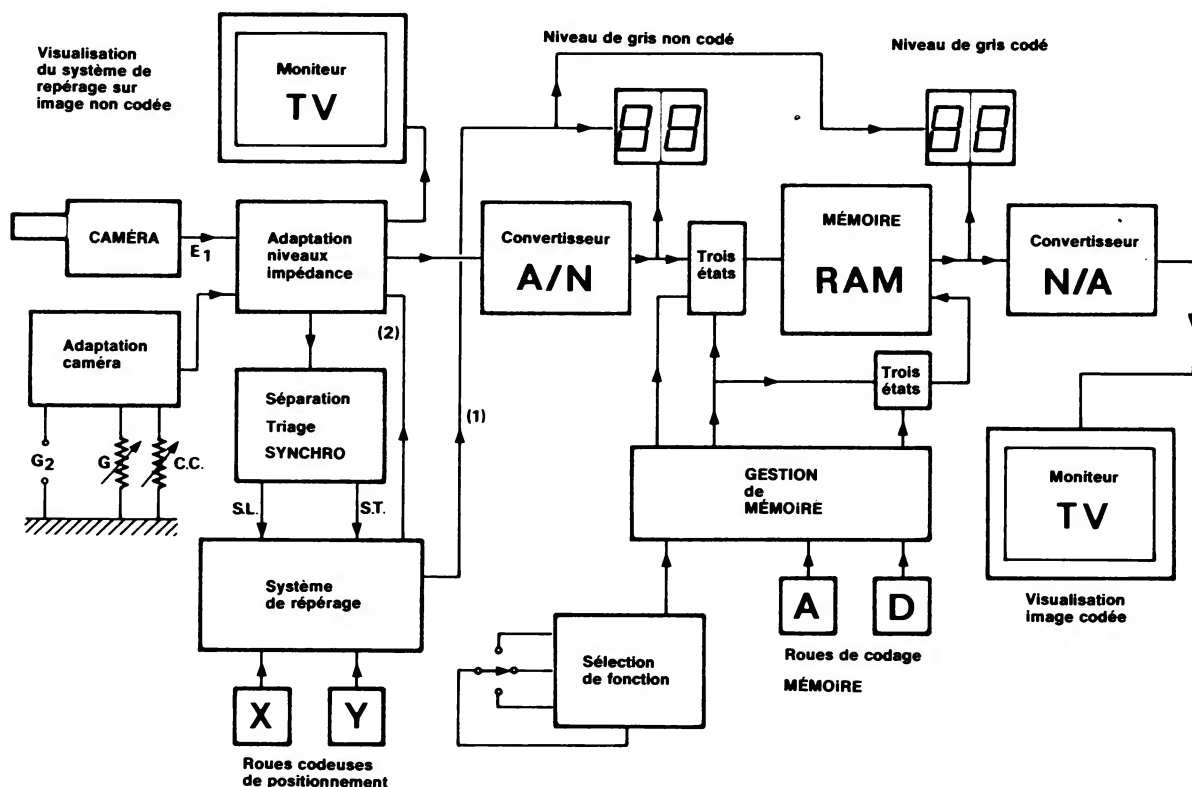 Visualisation
du système de
repérage sur
image non codée
Moniteur
TV
Niveau de gris non codé
Niveau de gris codé
CAMÉRA
E1
Adaptation
niveaux
impédance
Convertisseur
A/N
Trois
états
MÉMOIRE
RAM
Convertisseur
N/A
Adaptation
caméra
(2)
(1)
Trois
états
Séparation
Triage
SYNCHRO
G2
G
C.C.
S.L.
S.T.
GESTION
de
MÉMOiRE
Moniteur
TV
Système
de répérage
A
D
Visualisation
image codée
Sélection
de fonction
Roues de codage
MÉMOiRE
X
Y
Roues codeuses
de positionnement